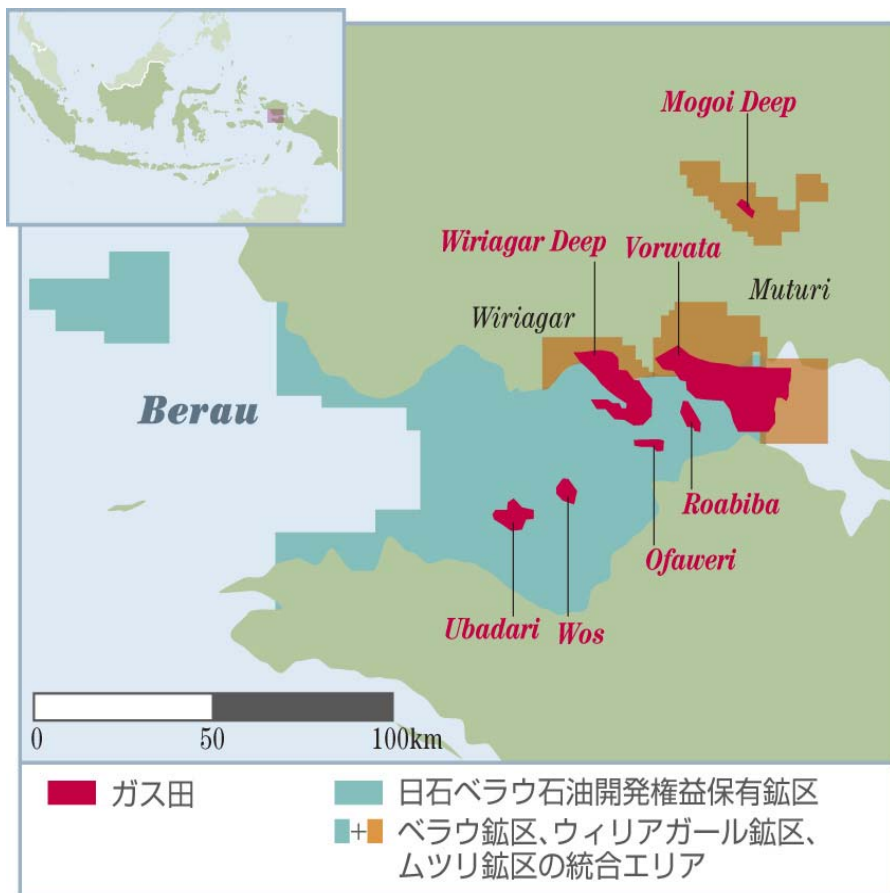 Mogoi Deep
Wiriagar Deep
Vorwata
Muturi
Wiriagar
Berau
Roabiba
Ofaweri
Ubadari
Wos
0
50
100km
ガス田
日石ベラウ石油開発権益保有鉱区
+
ベラウ鉱区、ウィリアガール鉱区、
ムツリ鉱区の統合エリア